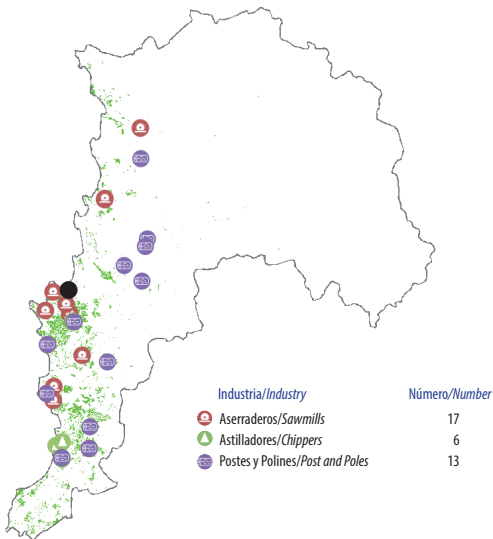 Industria/Industry Número/Number
Aserraderos/Sawmills 17
Astilladores/Chippers 6
Postes y Polines/Post and Poles 13